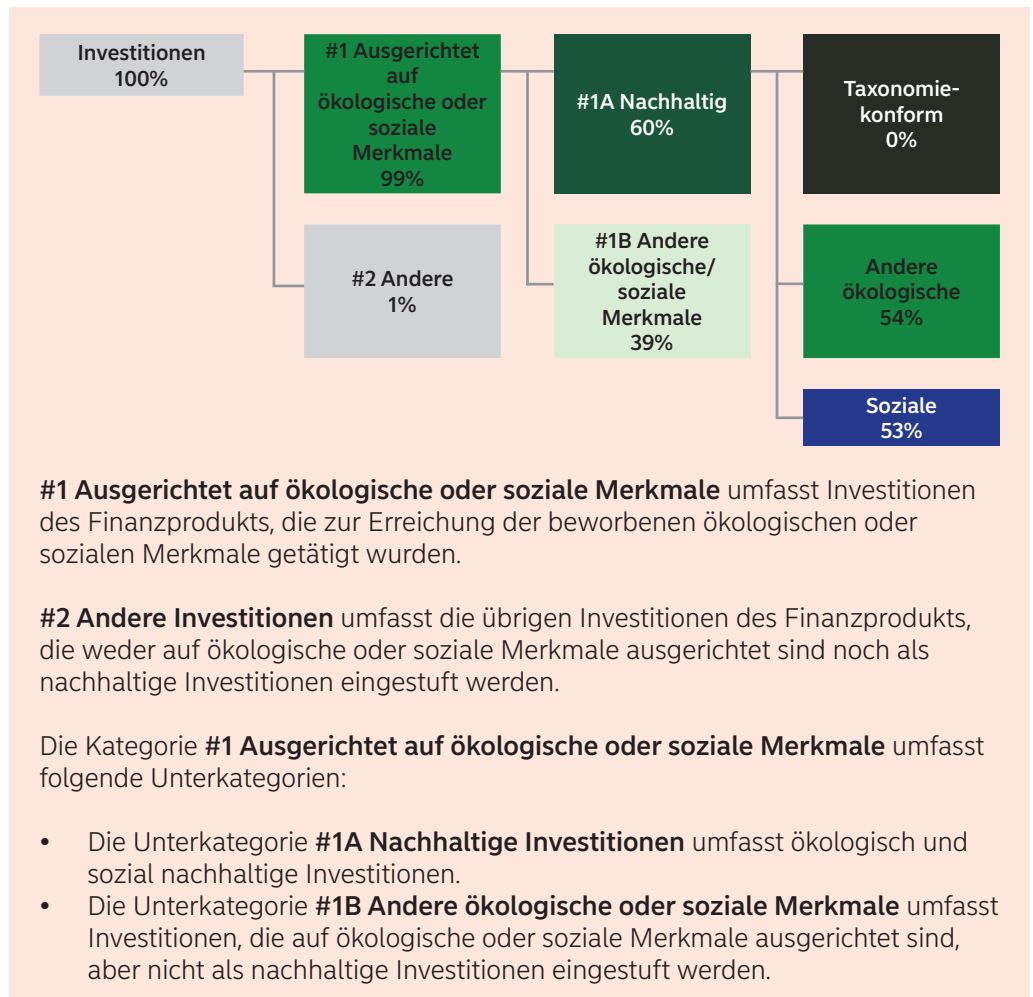 Investitionen
100%
#1 Ausgerichtet
auf
ökologische oder
soziale
Merkmale
99%
#1A Nachhaltig
60%
Taxonomie-
konform
0%
#2 Andere
1%
#1B Andere
ökologische/
soziale
Merkmale
39%
Andere
ökologische
54%
Soziale
53%
#1 Ausgerichtet auf ökologische oder soziale Merkmale umfasst Investitionen
des Finanzprodukts, die zur Erreichung der beworbenen ökologischen oder
sozialen Merkmale getätigt wurden.
#2 Andere Investitionen umfasst die übrigen Investitionen des Finanzprodukts,
die weder auf ökologische oder soziale Merkmale ausgerichtet sind noch als
nachhaltige Investitionen eingestuft werden.
Die Kategorie #1 Ausgerichtet auf ökologische oder soziale Merkmale umfasst
folgende Unterkategorien:
• Die Unterkategorie #1A Nachhaltige Investitionen umfasst ökologisch und
sozial nachhaltige Investitionen.
• Die Unterkategorie #1B Andere ökologische oder soziale Merkmale umfasst
Investitionen, die auf ökologische oder soziale Merkmale ausgerichtet sind,
aber nicht als nachhaltige Investitionen eingestuft werden.